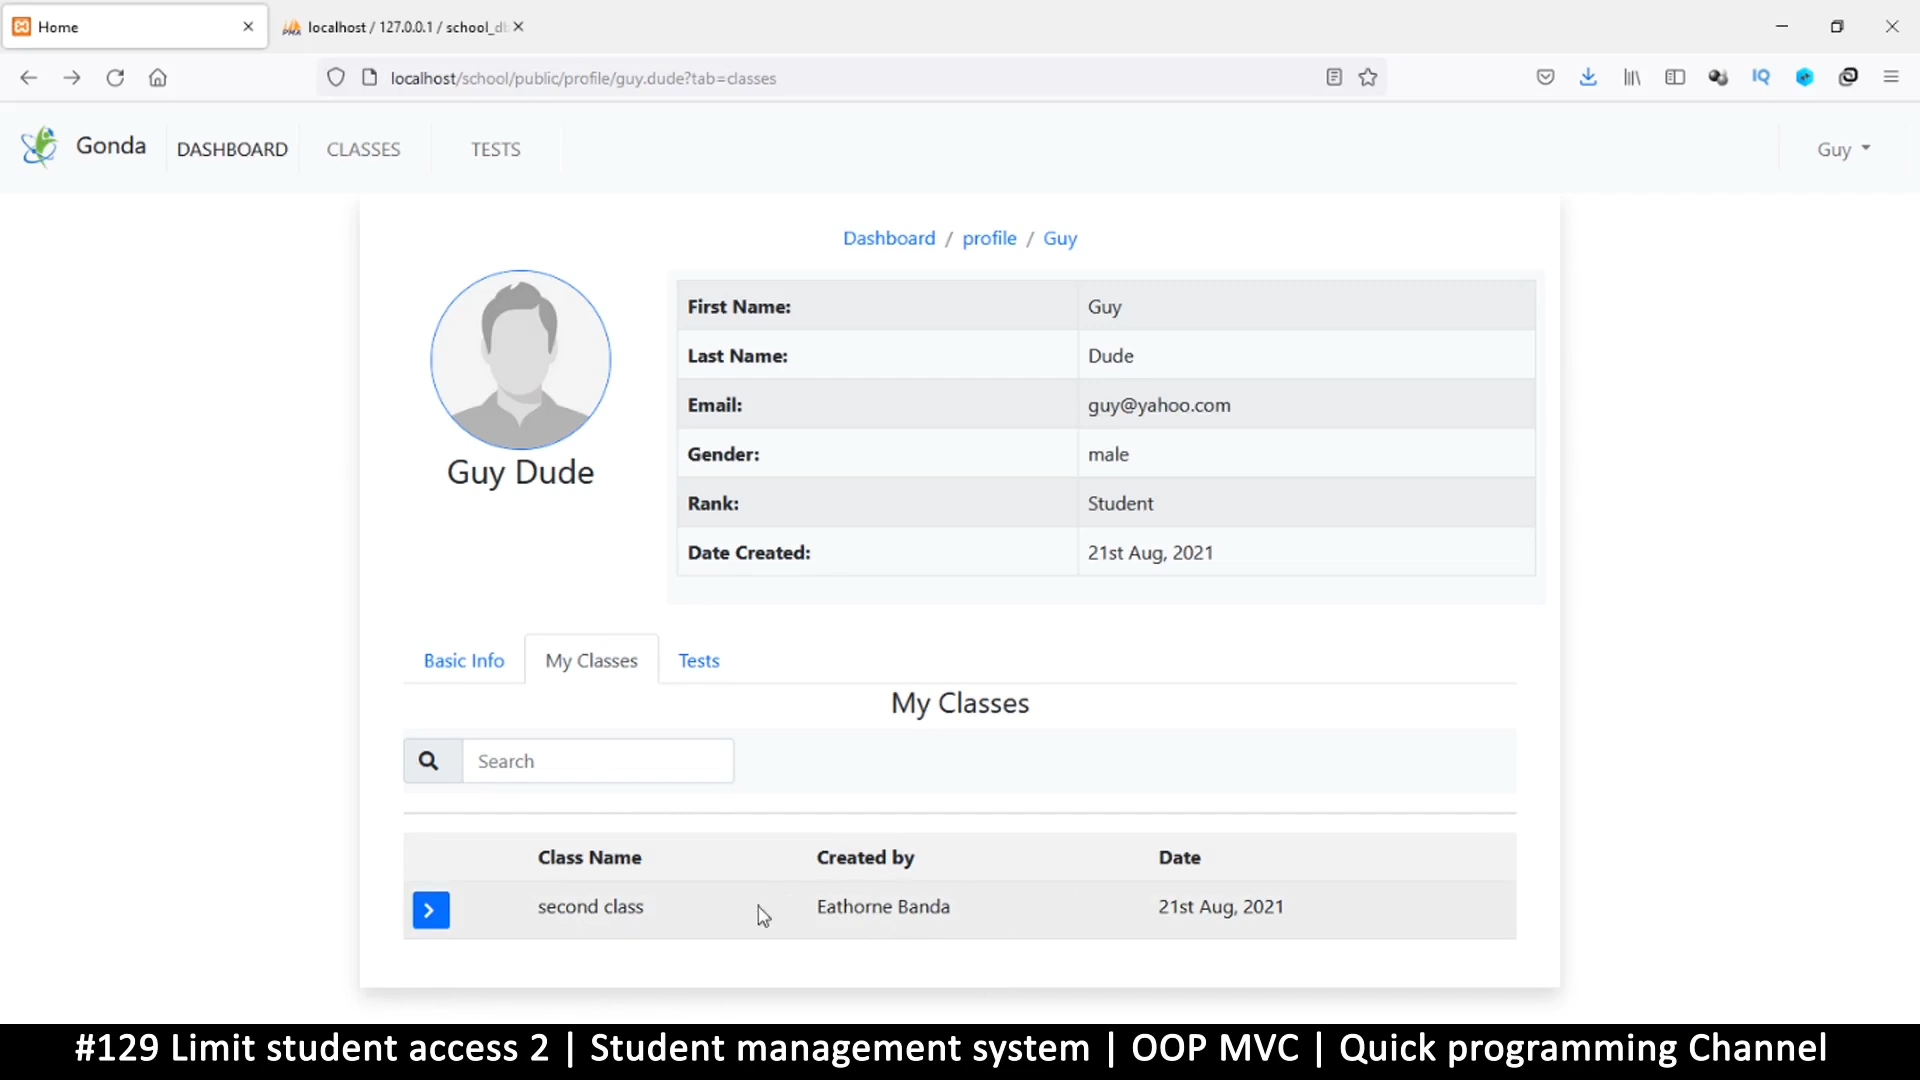 Home
localhost / 127.0.0.1 / school_db
localhost/school/public/profile/guy.dude?tab=classes
IQ
Gonda DASHBOARD CLASSES TESTS Guy
Dashboard / profile / Guy
First Name: Guy
Last Name: Dude
Email: guy@yahoo.com
Gender: male
Rank: Student
Date Created: 21st Aug, 2021
Guy Dude
Basic Info My Classes Tests
My Classes
Search
Class Name Created by Date
second class Eathorne Banda 21st Aug, 2021
#129 Limit student access 2 | Student management system | OOP MVC | Quick programming Channel